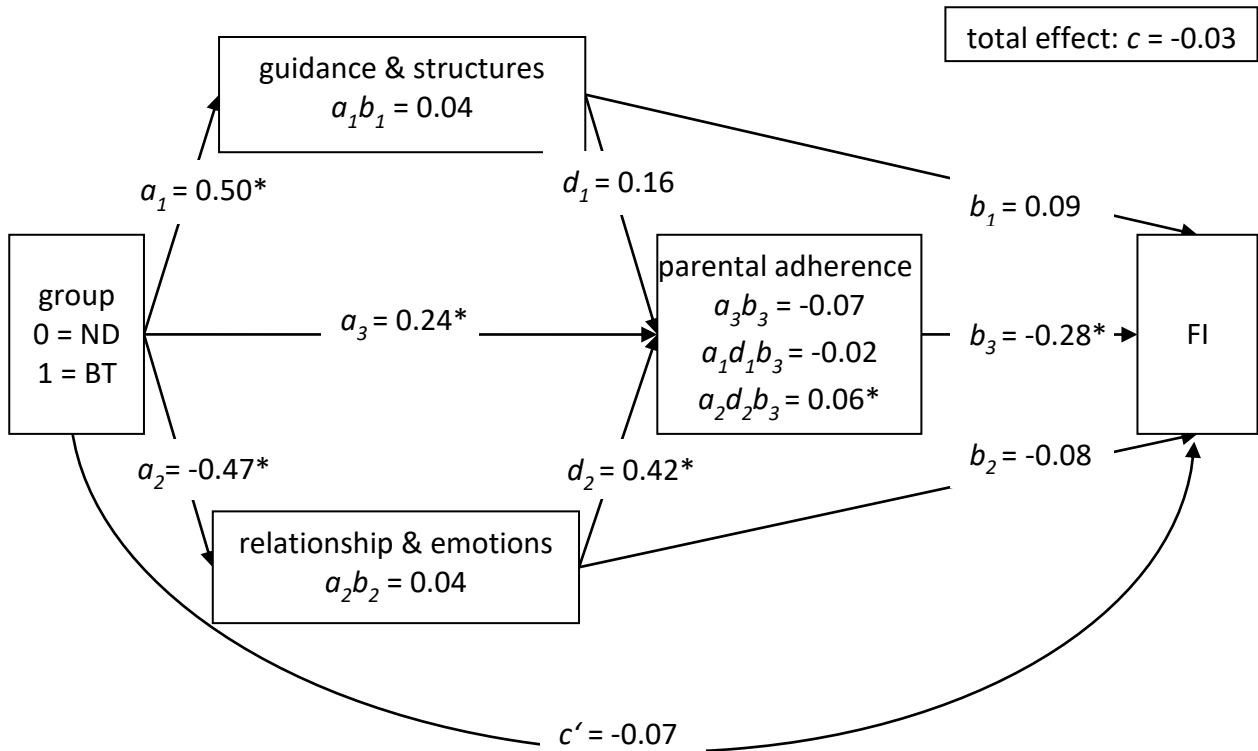 total effect: c = -0.03
guidance & structures
a₁b₁ = 0.04
a₁ = 0.50*
d₁ = 0.16
b₁ = 0.09
group
0 = ND
1 = BT
a₃ = 0.24*
parental adherence
a₃b₃ = -0.07
a₁d₁b₃ = -0.02
a₂d₂b₃ = 0.06*
b₃ = -0.28*
FI
a₂= -0.47*
d₂ = 0.42*
b₂ = -0.08
relationship & emotions
a₂b₂ = 0.04
c‘ = -0.07